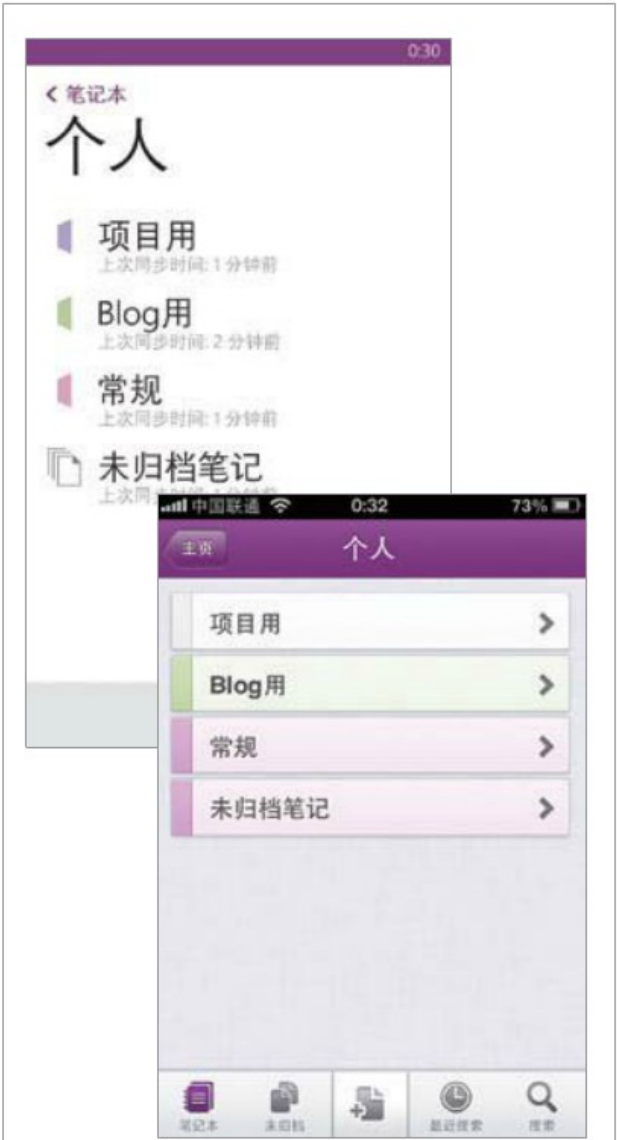 0:30
笔记本
个人
项目用
上次同步时间: 1 分钟前
Blog用
上次同步时间: 2 分钟前
常规
上次同步时间: 1 分钟前
未归档笔记
中国联通 0:32 73%
主页 个人
项目用
Blog用
常规
未归档笔记
笔记本 未归档 最近搜索 搜索